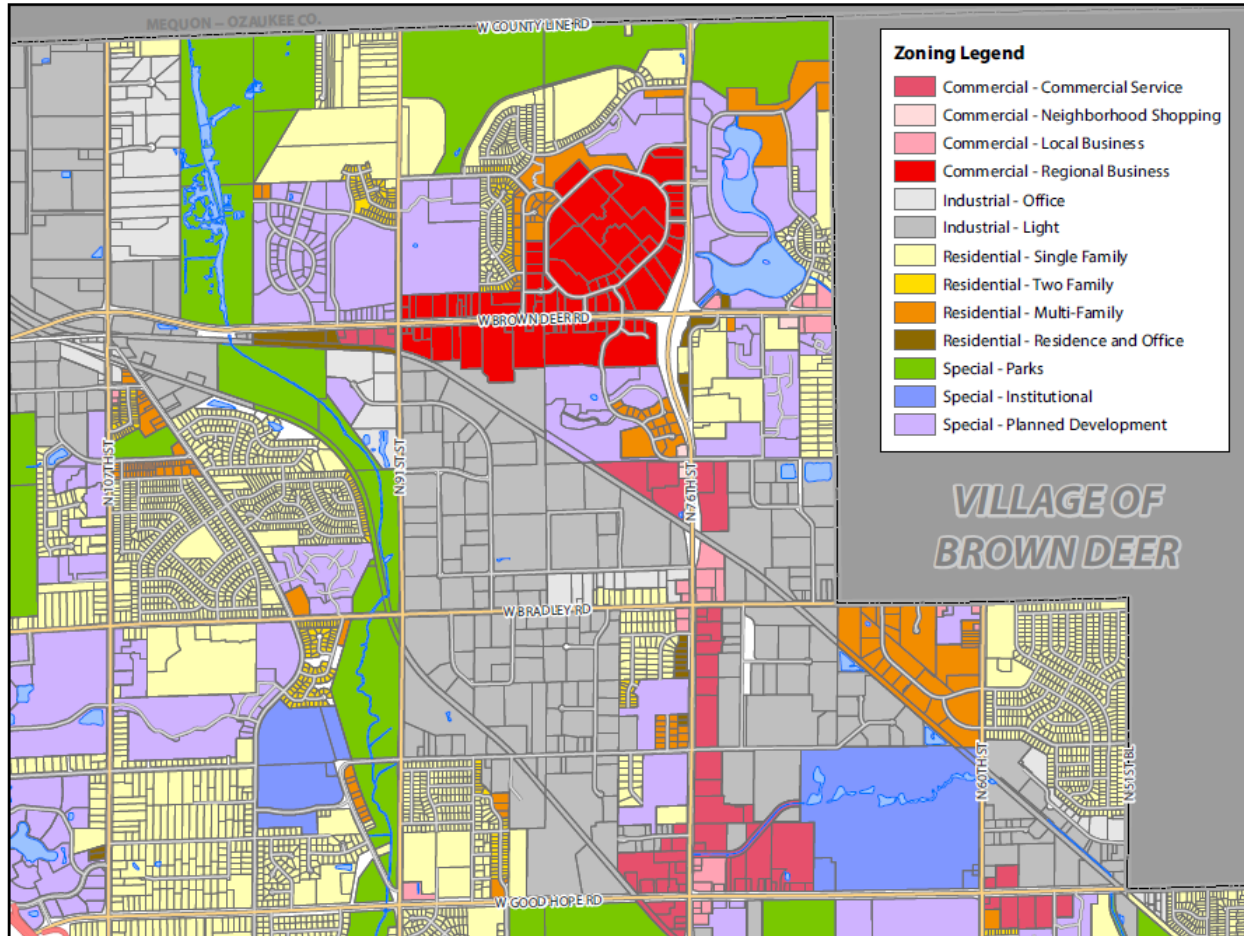 MEQUON -- OZAUKEE CO.
W COUNTY LINE RD
Zoning Legend
Commercial - Commercial Service
Commercial - Neighborhood Shopping
Commercial - Local Business
Commercial - Regional Business
Industrial - Office
Industrial - Light
Residential - Single Family
Residential - Two Family
Residential - Multi-Family
Residential - Residence and Office
Special - Parks
Special - Institutional
Special - Planned Development
W BROWN DEER RD
N 107TH ST
N 91ST ST
N 76TH ST
VILLAGE OF
BROWN DEER
W BRADLEY RD
N 60TH ST
N 51ST BL
W GOOD HOPE RD